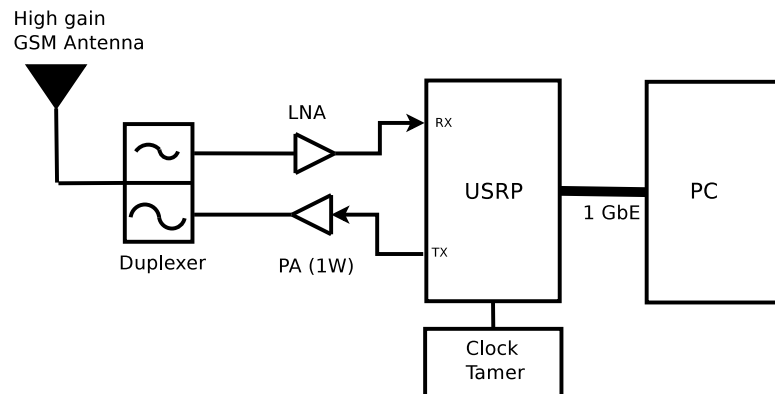 High gain
GSM Antenna
LNA
RX
USRP
PC
1 GbE
TX
Duplexer
PA (1W)
Clock
Tamer